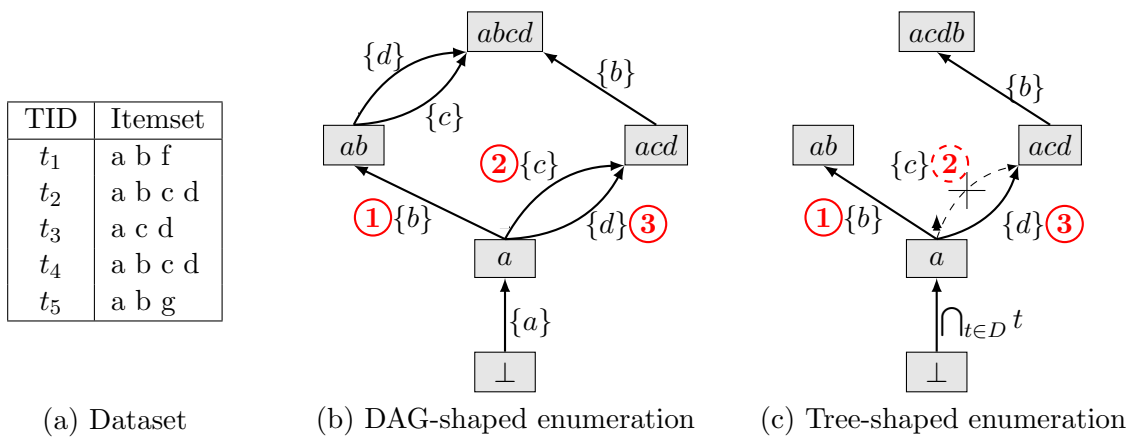 TID Itemset
t1 a b f
t2 a b c d
t3 a c d
t4 a b c d
t5 a b g
(a) Dataset
abcd
{d}
{c}
{b}
ab
acd
② {c}
① {b}
{d} ③
a
{a}
⊥
(b) DAG-shaped enumeration
acdb
{b}
ab
acd
{c} ②
① {b}
{d} ③
a
⋂t∈D t
⊥
(c) Tree-shaped enumeration